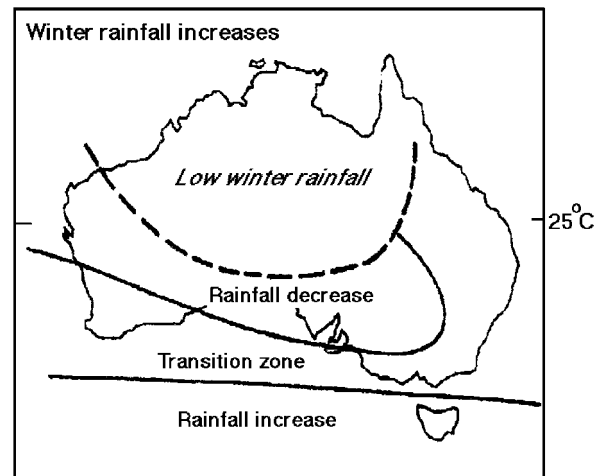 Winter rainfall increases
Low winter rainfall
25°C
Rainfall decrease
Transition zone
Rainfall increase